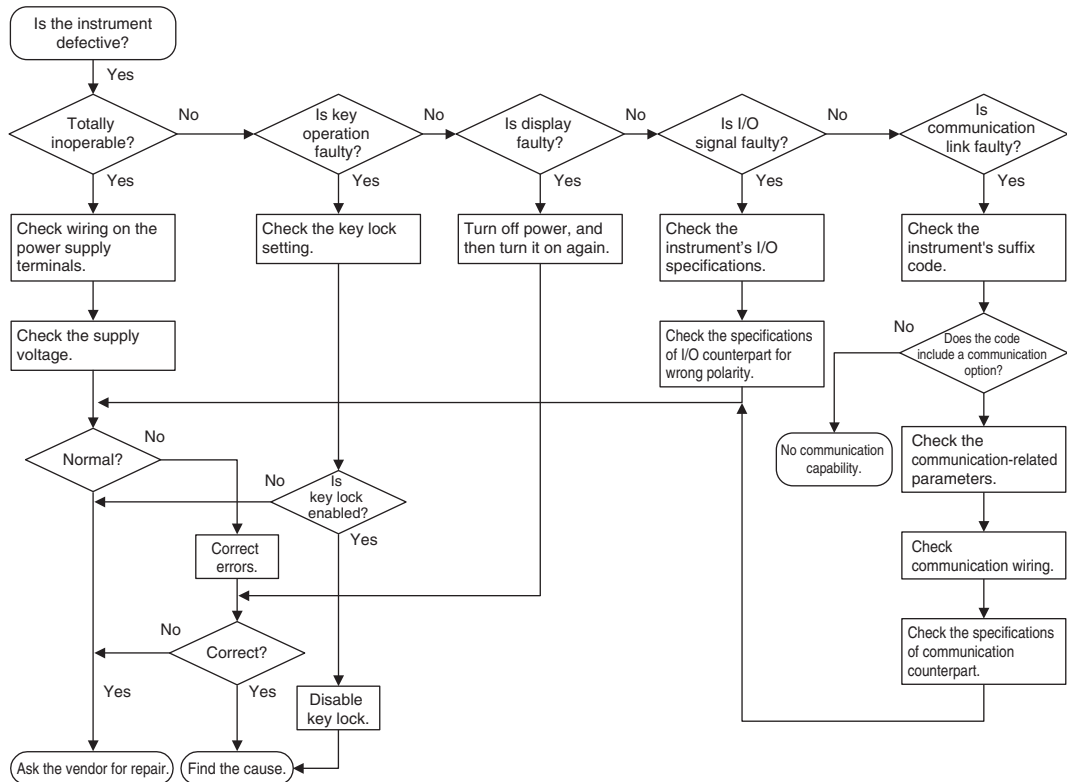 Is the instrument
defective?
Yes
Totally
inoperable?
No
Is key
operation
faulty?
No
Is display
faulty?
No
Is I/O
signal faulty?
No
Is
communication
link faulty?
Yes
Yes
Yes
Yes
Yes
Check wiring on the
power supply
terminals.
Check the key lock
setting.
Turn off power, and
then turn it on again.
Check the
instrument's I/O
specifications.
Check the
instrument's suffix
code.
Check the supply
voltage.
Check the specifications
of I/O counterpart for
wrong polarity.
No
Does the code
include a communication
option?
Yes
No communication
capability.
Check the
communication-related
parameters.
Normal?
No
No
Is
key lock
enabled?
Yes
Correct
errors.
Check
communication wiring.
No
Correct?
Check the specifications
of communication
counterpart.
Yes
Yes
Disable
key lock.
Ask the vendor for repair.
Find the cause.